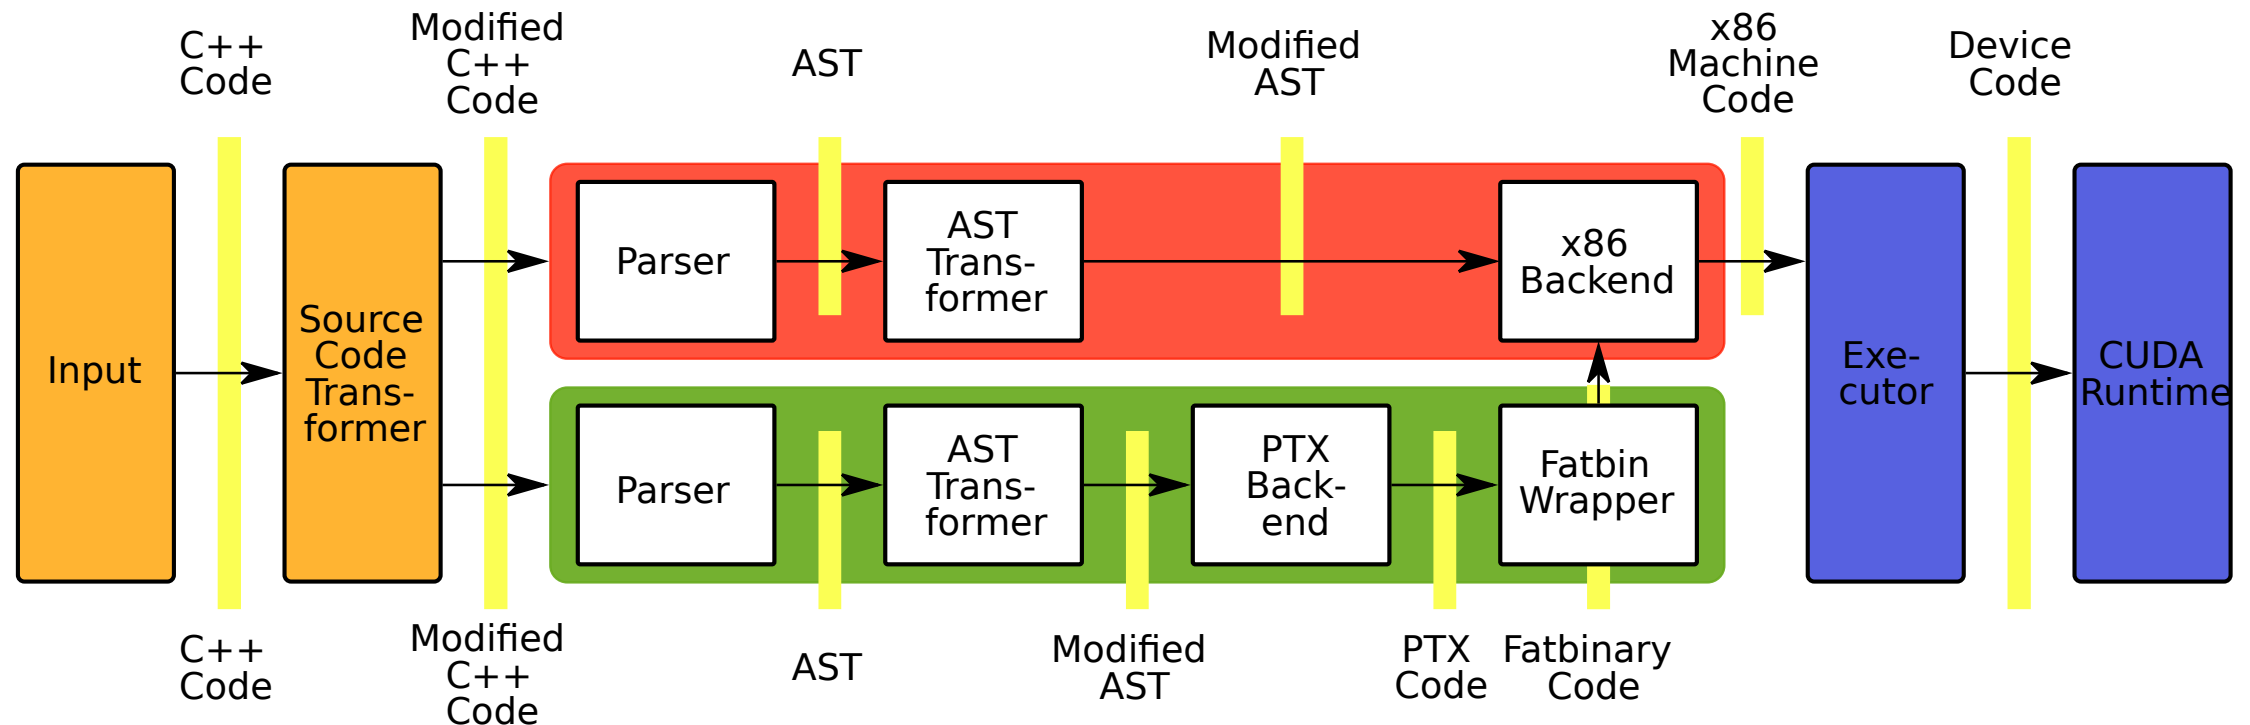 C++
Code
Modified
C++
Code
AST
Modified
AST
x86
Machine
Code
Device
Code
Input
Source
Code
Trans-
former
Parser
AST
Trans-
former
x86
Backend
Parser
AST
Trans-
former
PTX
Back-
end
Fatbin
Wrapper
Exe-
cutor
CUDA
Runtime
C++
Code
Modified
C++
Code
AST
Modified
AST
PTX
Code
Fatbinary
Code